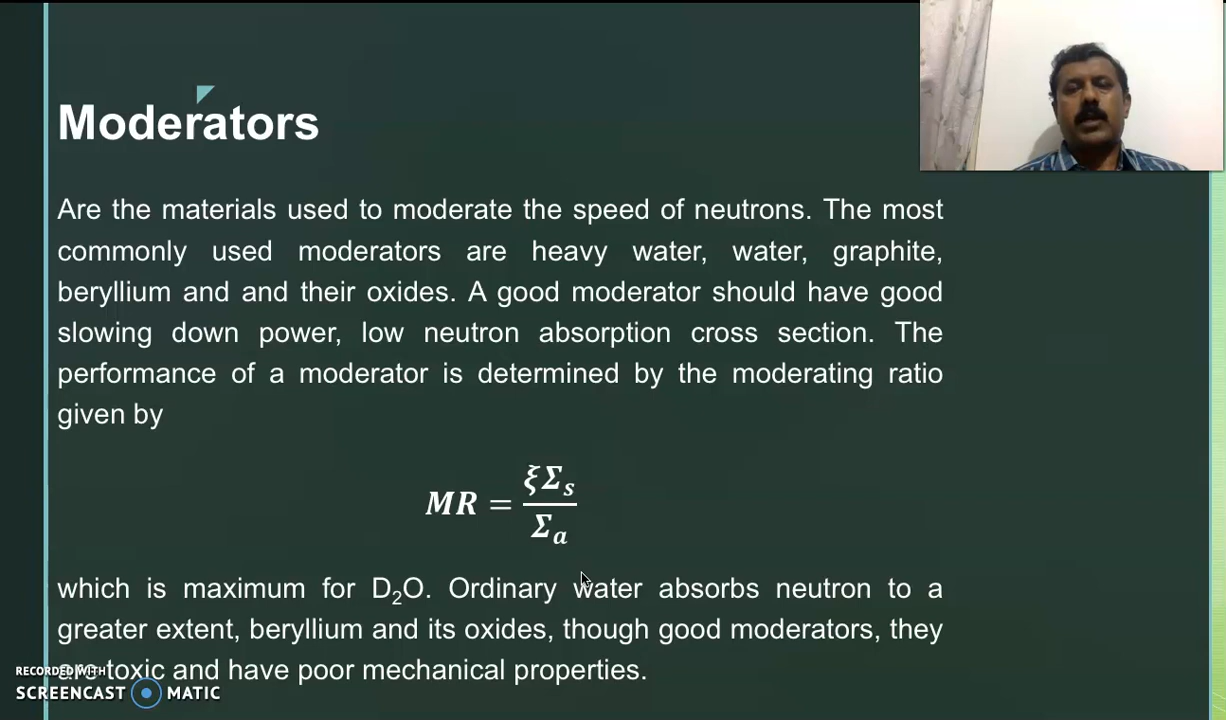 Moderators
Are the materials used to moderate the speed of neutrons. The most
commonly used moderators are heavy water, water, graphite,
beryllium and and their oxides. A good moderator should have good
slowing down power, low neutron absorption cross section. The
performance of a moderator is determined by the moderating ratio
given by
MR = ξΣₛ / Σₐ
which is maximum for D₂O. Ordinary water absorbs neutron to a
greater extent, beryllium and its oxides, though good moderators, they
are toxic and have poor mechanical properties.
RECORDED WITH
SCREENCAST MATIC